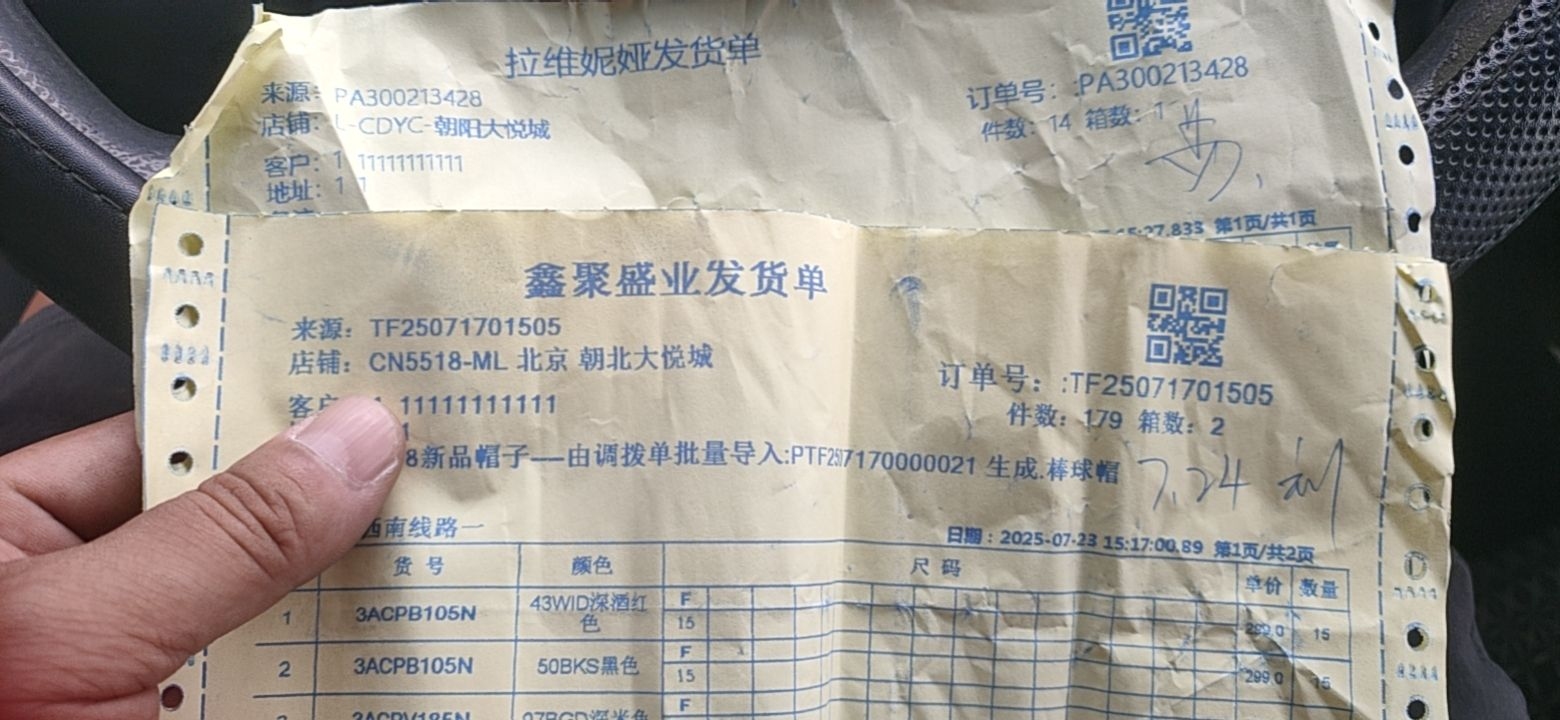 拉维妮娅发货单
来源: PA300213428
订单号: :PA300213428
店铺: L-CDYC-朝阳大悦城
件数: 14 箱数: 1
客户: 1 11111111111
地址: 1 1
27.833 第1页/共1页
鑫聚盛业发货单
来源: TF25071701505
店铺: CN5518-ML 北京 朝北大悦城
订单号: :TF25071701505
客户 1 11111111111
件数: 179 箱数: 2
8新品帽子——由调拨单批量导入:PTF2507170000021 生成.棒球帽
7.24
西南线路一
日期:2025-07-23 15:17:00.89 第1页/共2页
货号 颜色 尺码 单价 数量
1 3ACPB105N 43WID深酒红色 F 15 299.0 15
2 3ACPB105N 50BKS黑色 F 15 299.0 15
F